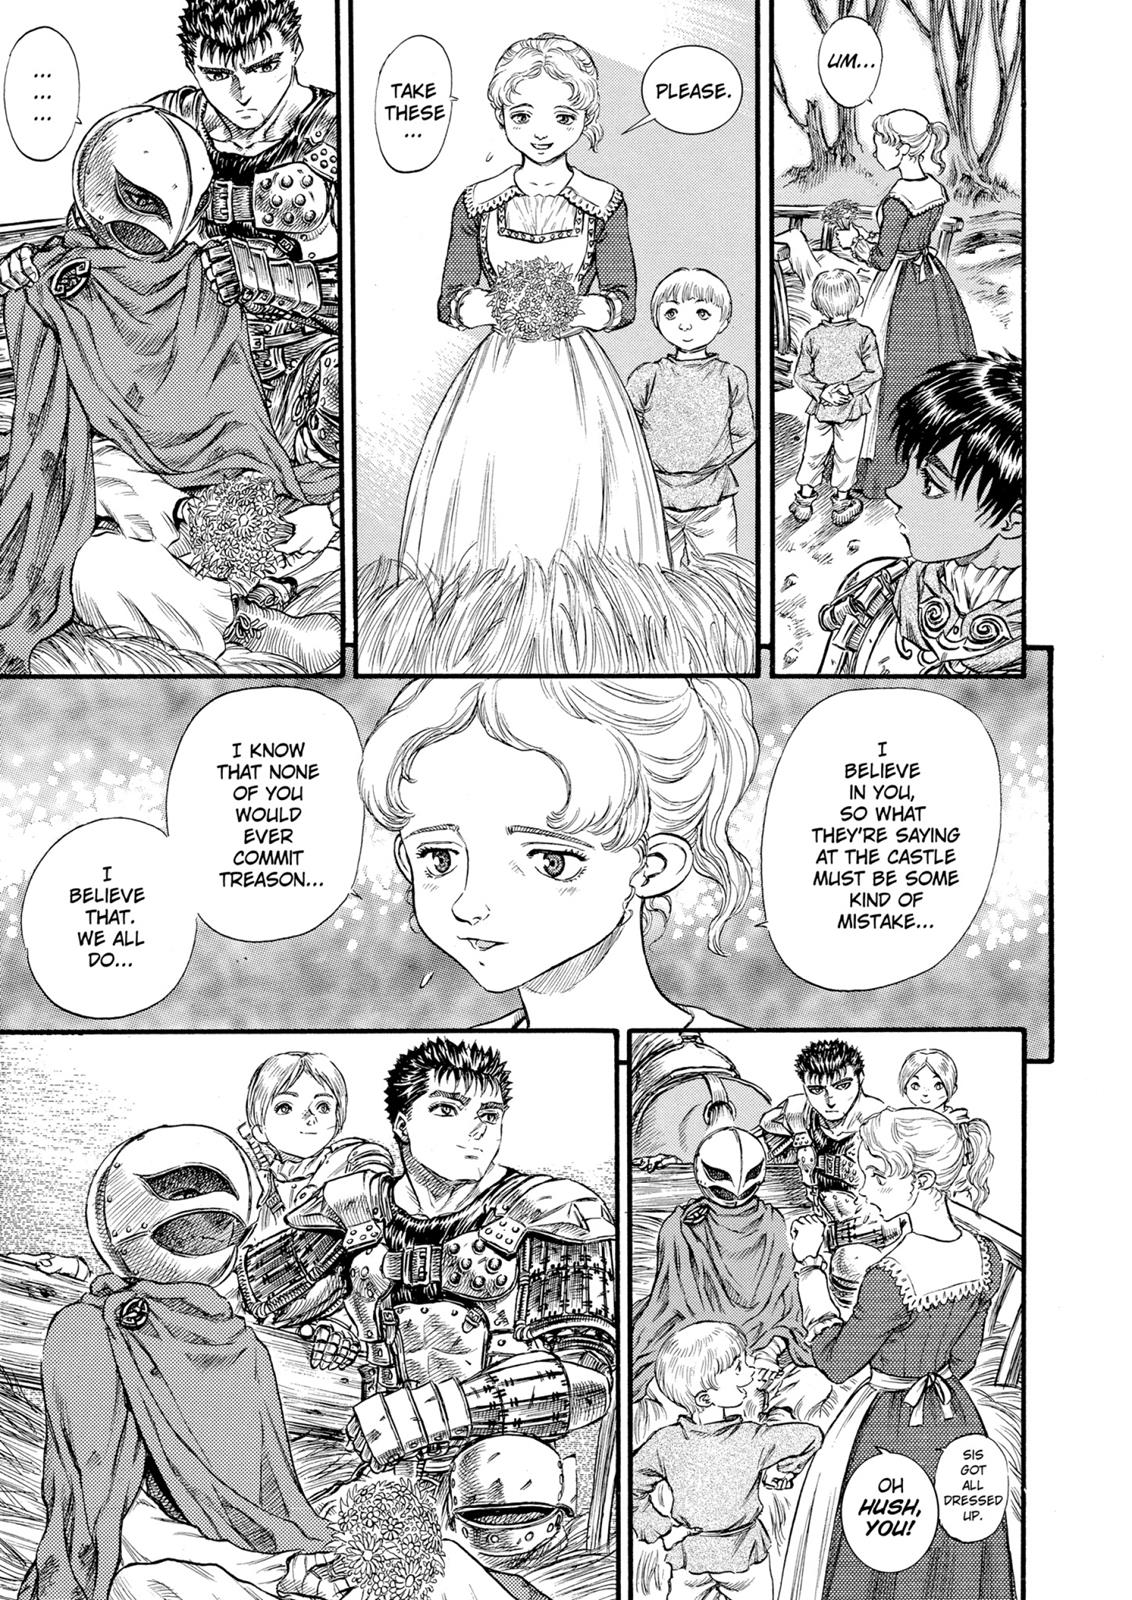 UM...
PLEASE.
TAKE
THESE
...
...
...
...
I
BELIEVE
IN YOU,
SO WHAT
THEY'RE SAYING
AT THE CASTLE
MUST BE SOME
KIND OF
MISTAKE...
I KNOW
THAT NONE
OF YOU
WOULD
EVER
COMMIT
TREASON...
I
BELIEVE
THAT.
WE ALL
DO...
SIS
GOT
ALL
DRESSED
UP.
OH
HUSH,
YOU!